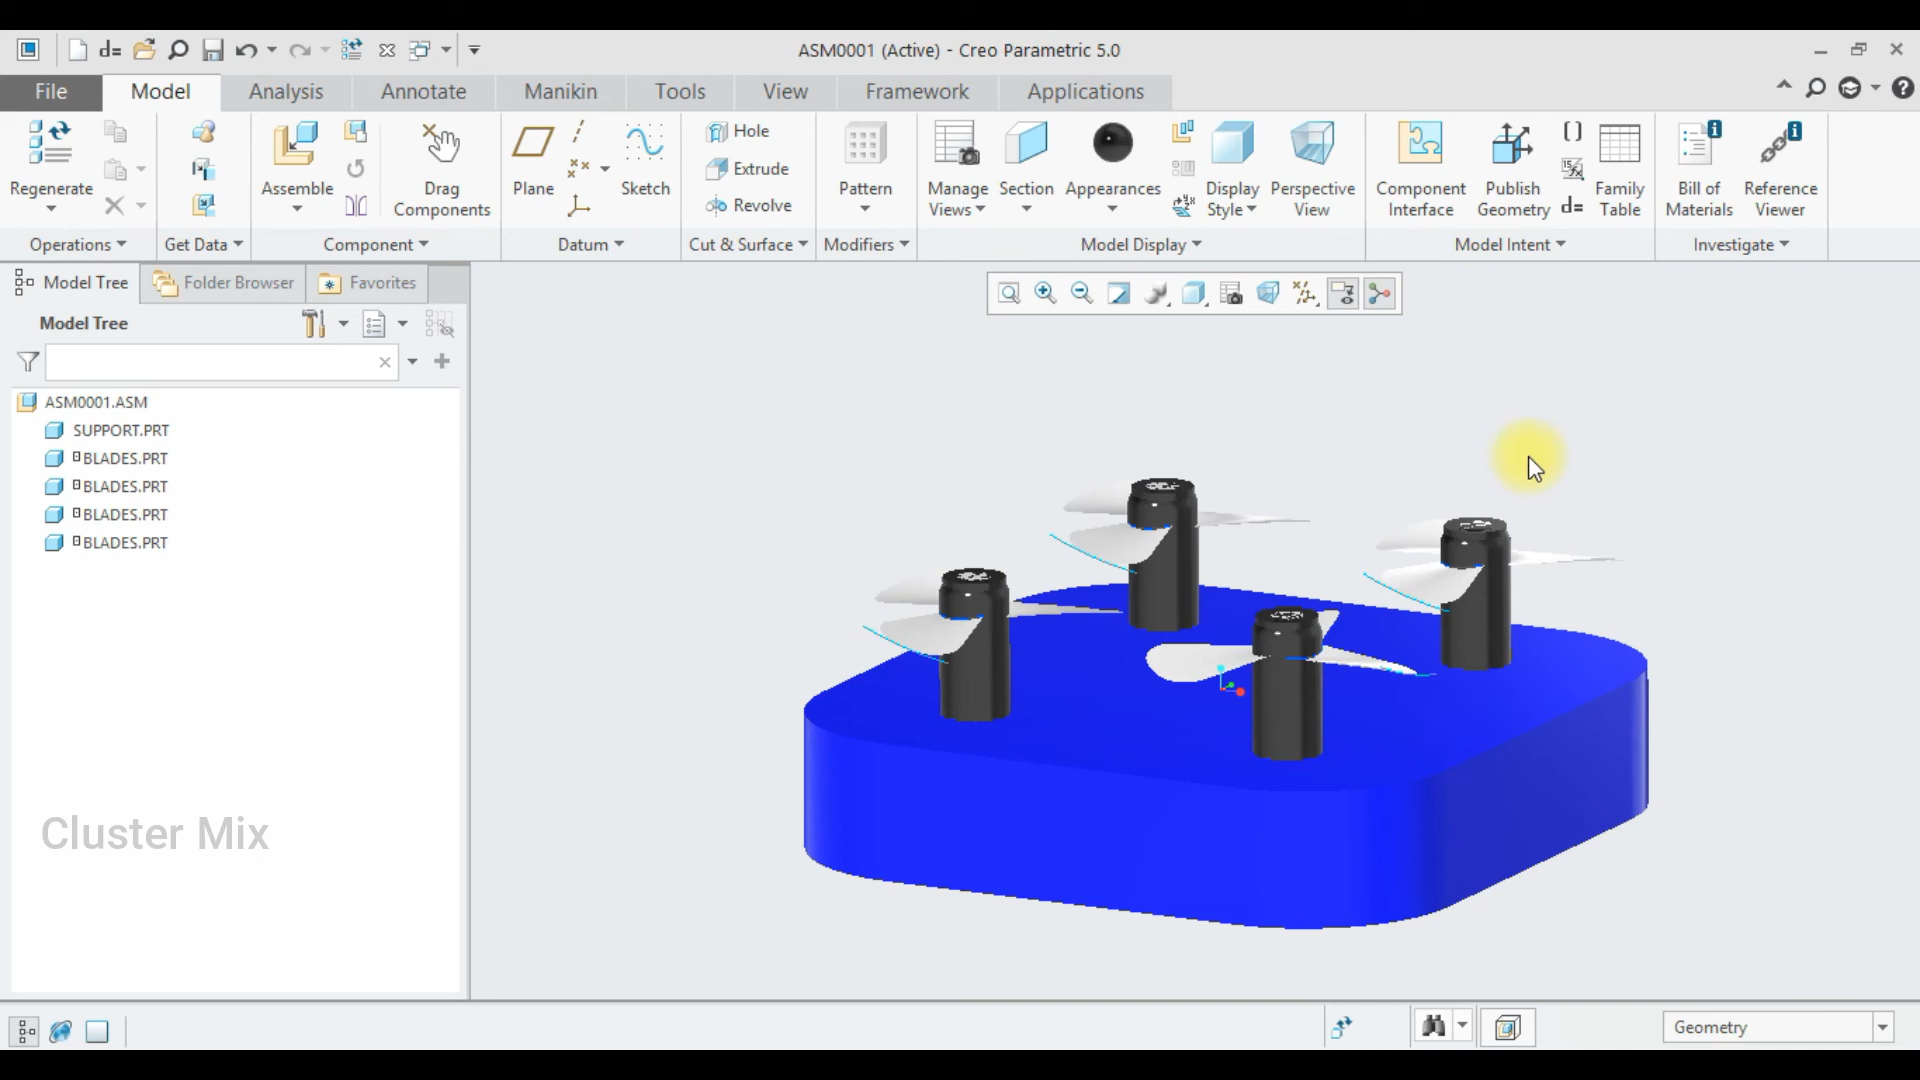 ASM0001 (Active) - Creo Parametric 5.0
File Model Analysis Annotate Manikin Tools View Framework Applications
Regenerate
Assemble
Drag Components
Plane
Sketch
Hole
Extrude
Revolve
Pattern
Manage Views
Section
Appearances
Display Style
Perspective View
Component Interface
Publish Geometry
d=
Family Table
Bill of Materials
Reference Viewer
Operations Get Data Component Datum Cut & Surface Modifiers Model Display Model Intent Investigate
Model Tree Folder Browser Favorites
Model Tree
ASM0001.ASM
SUPPORT.PRT
BLADES.PRT
BLADES.PRT
BLADES.PRT
BLADES.PRT
Cluster Mix
Geometry